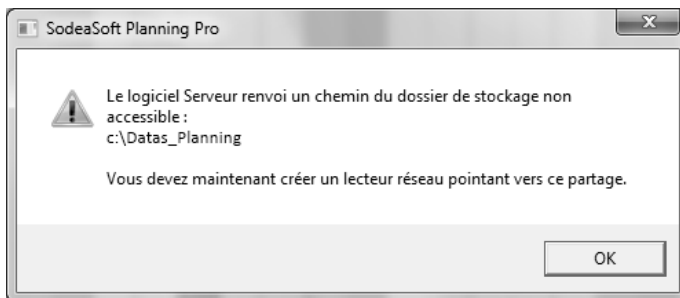 SodeaSoft Planning Pro
Le logiciel Serveur renvoi un chemin du dossier de stockage non
accessible :
c:\Datas_Planning
Vous devez maintenant créer un lecteur réseau pointant vers ce partage.
OK